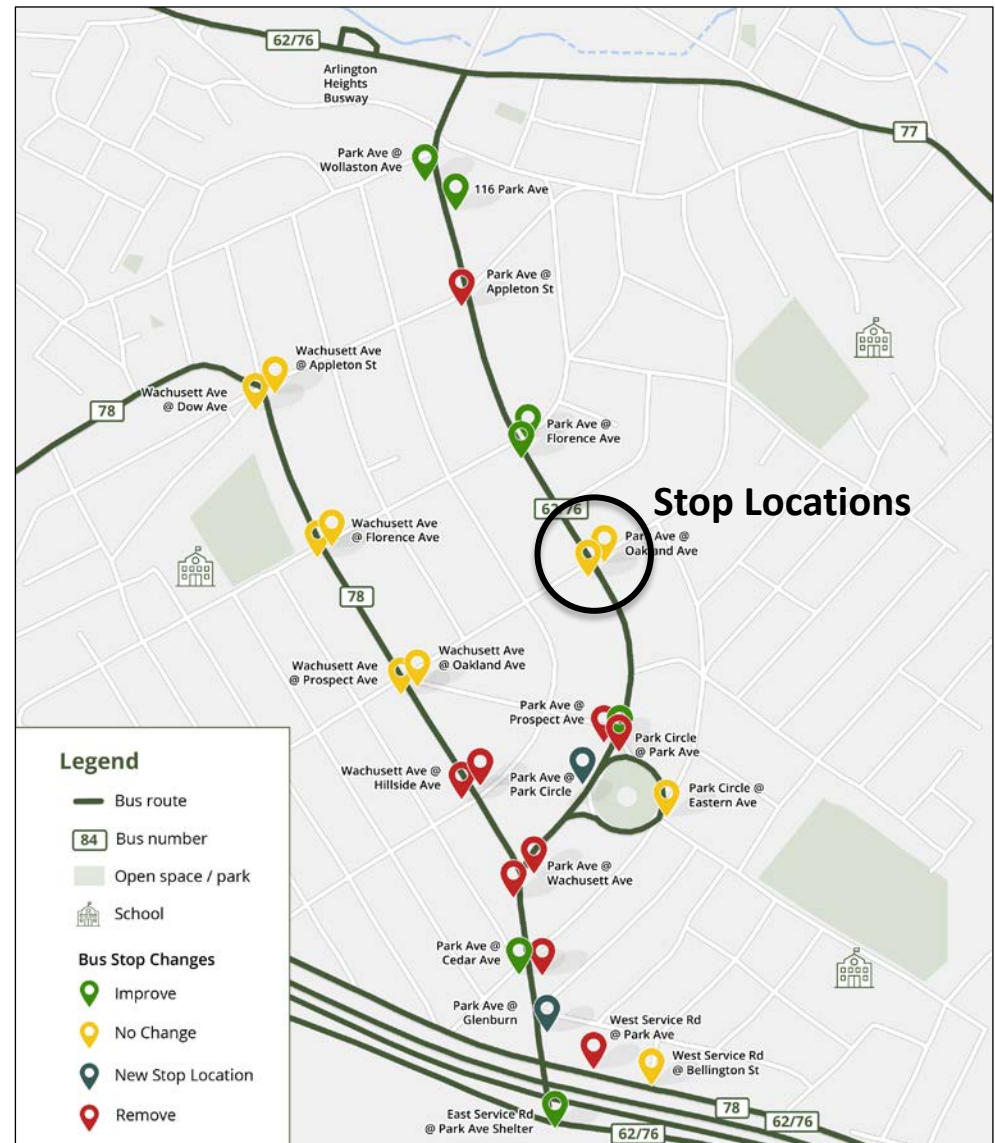 62/76
Arlington
Heights
Busway
77
Park Ave @
Wollaston Ave
116 Park Ave
Park Ave @
Appleton St
Wachusett Ave
@ Appleton St
Wachusett Ave
@ Dow Ave
78
Park Ave @
Florence Ave
62/76
Stop Locations
Wachusett Ave
@ Florence Ave
Park Ave @
Oakland Ave
78
Wachusett Ave
@ Oakland Ave
Wachusett Ave
@ Prospect Ave
Park Ave @
Prospect Ave
Park Circle
@ Park Ave
Wachusett Ave @
Hillside Ave
Park Ave @
Park Circle
Park Circle @
Eastern Ave
Park Ave @
Wachusett Ave
Park Ave @
Cedar Ave
Park Ave @
Glenburn
West Service Rd
@ Park Ave
West Service Rd
@ Bellington St
East Service Rd
@ Park Ave Shelter
78
62/76
62/76
Legend
Bus route
84 Bus number
Open space / park
School
Bus Stop Changes
Improve
No Change
New Stop Location
Remove